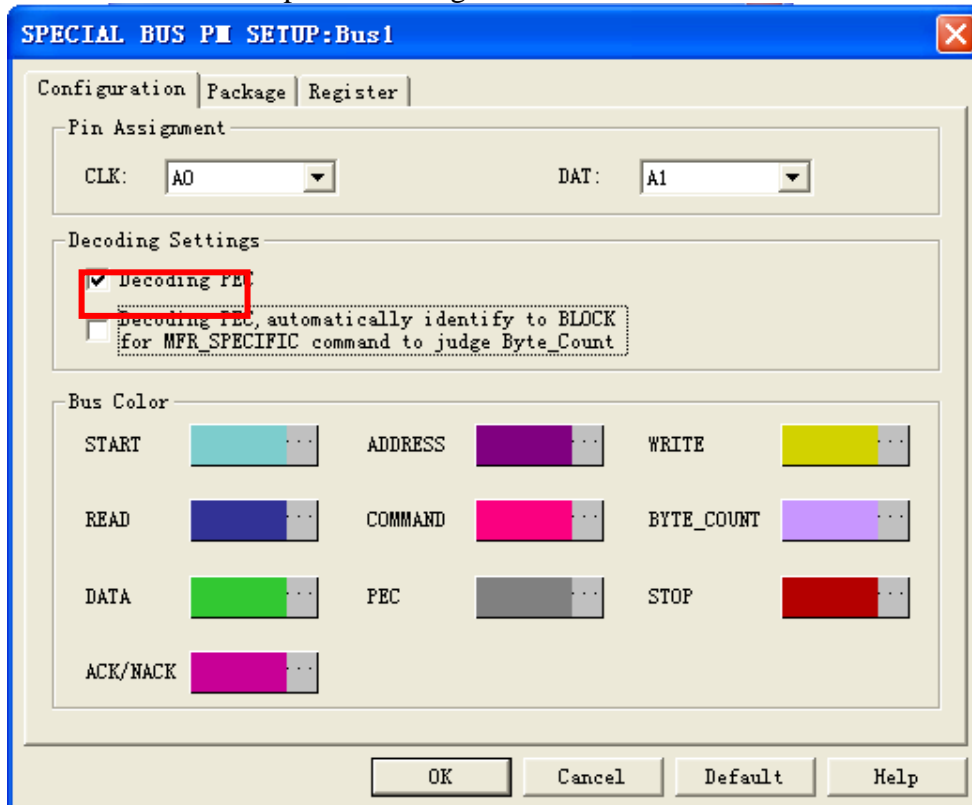 SPECIAL BUS PM SETUP:Bus1
Configuration Package Register
Pin Assignment
CLK: A0 DAT: A1
Decoding Settings
Decoding PEC
Decoding PEC, automatically identify to BLOCK
for MFR_SPECIFIC command to judge Byte_Count
Bus Color
START ... ADDRESS ... WRITE ...
READ ... COMMAND ... BYTE_COUNT ...
DATA ... PEC ... STOP ...
ACK/NACK ...
OK Cancel Default Help